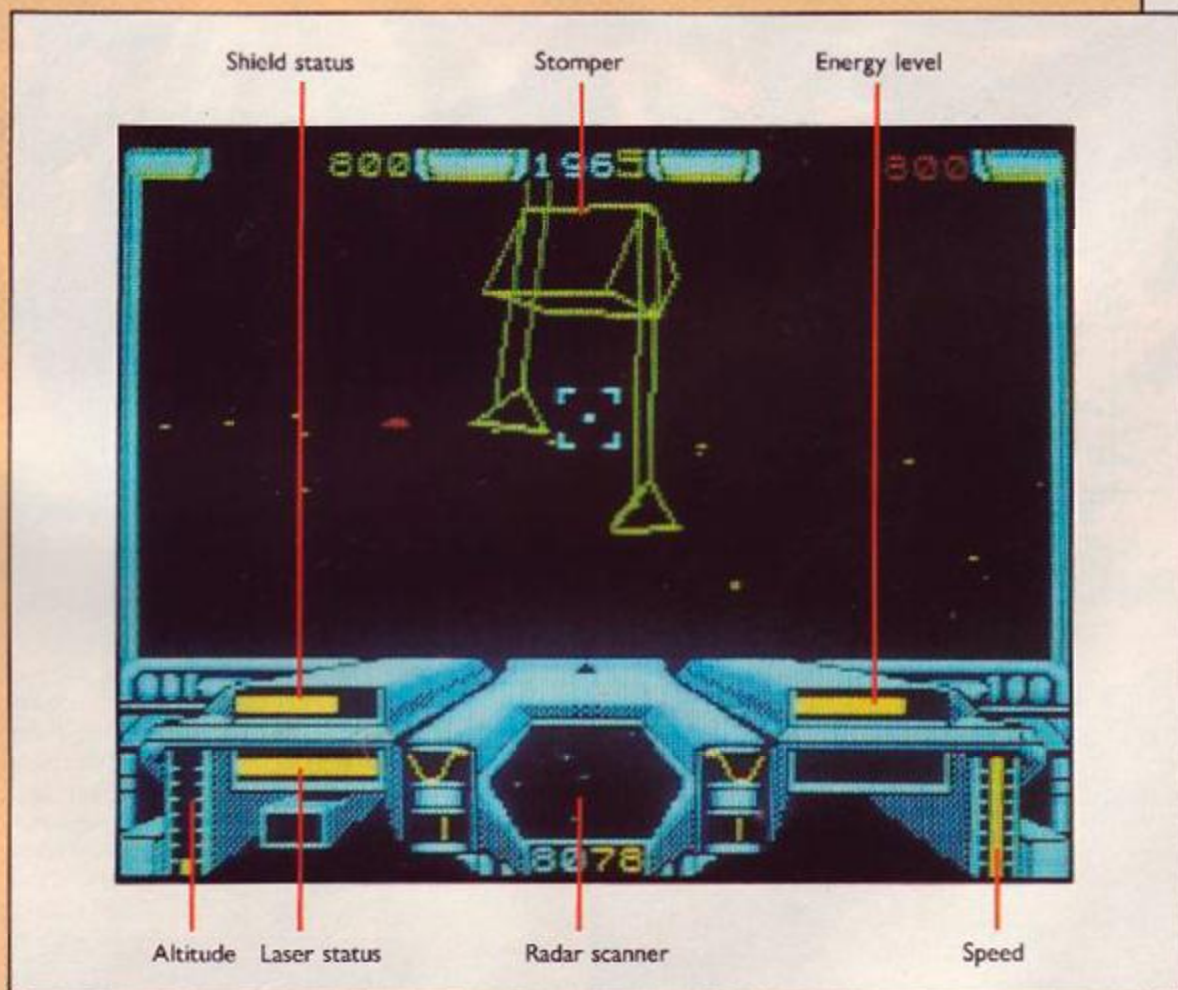 Shield status Stomper Energy level
800 1965 800
8078
Altitude Laser status Radar scanner Speed